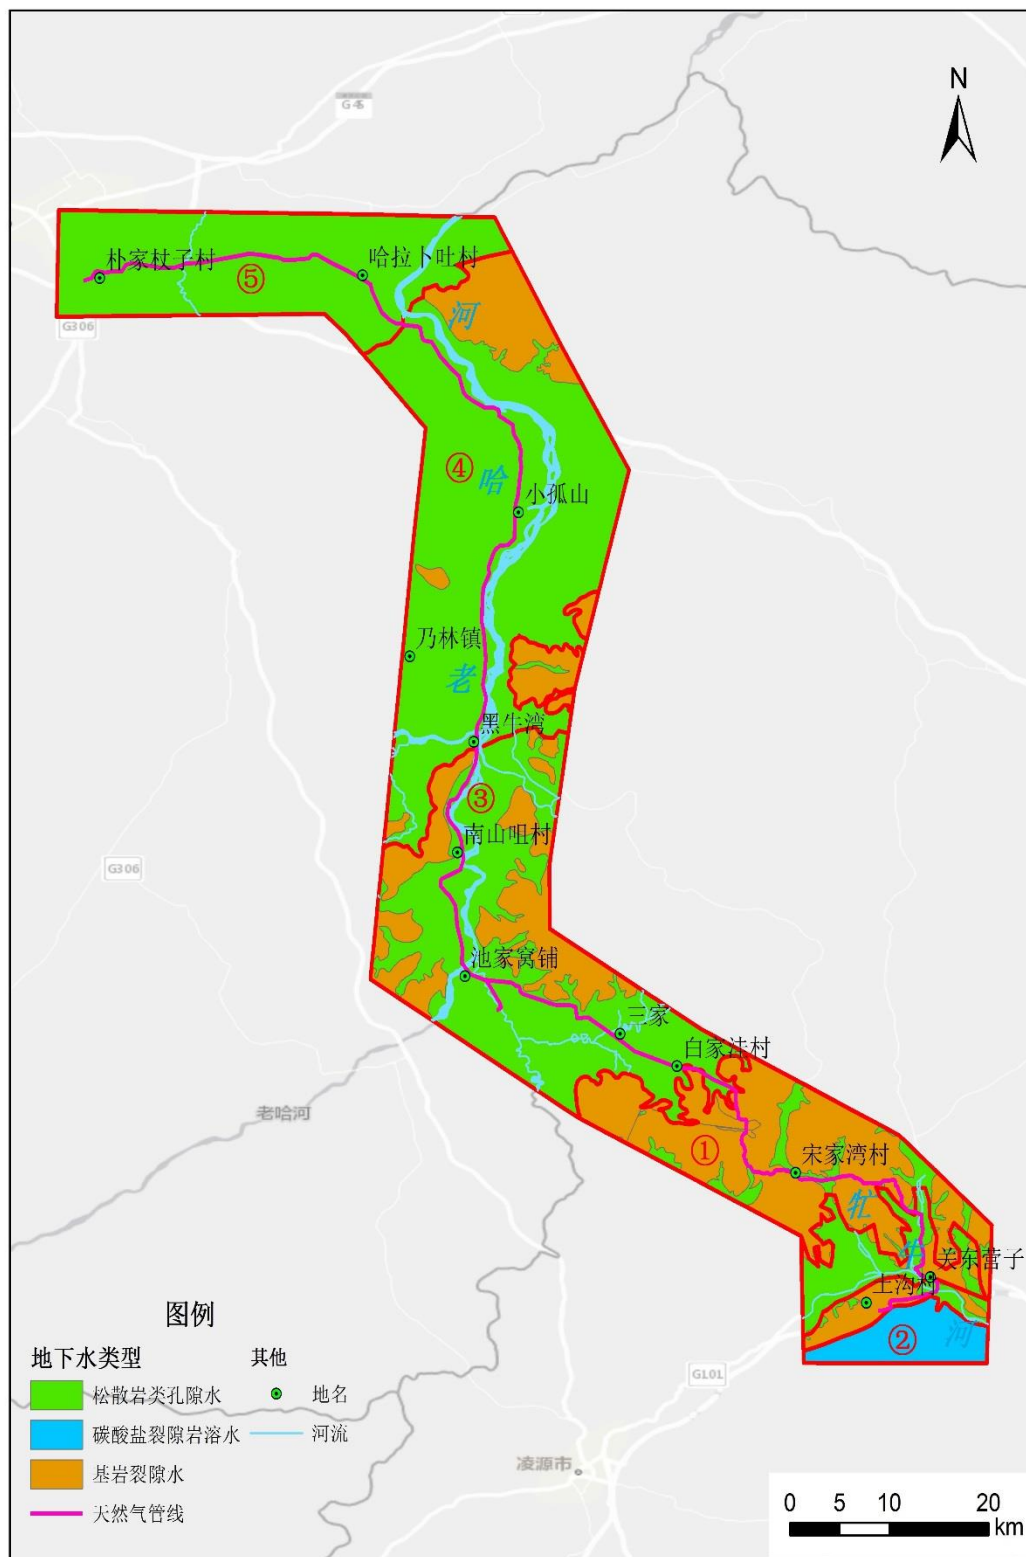 G45
N
朴家杖子村
哈拉卜吐村
⑤
河
G306
④
哈
小孤山
乃林镇
老
黑牛湾
③
南山咀村
G306
池家窝铺
三家
白家洼村
老哈河
①
宋家湾村
牤
牛
关东营子
上沟村
河
②
G101
凌源市
图例
地下水类型
其他
松散岩类孔隙水
地名
碳酸盐裂隙岩溶水
河流
基岩裂隙水
天然气管线
0 5 10 20
km